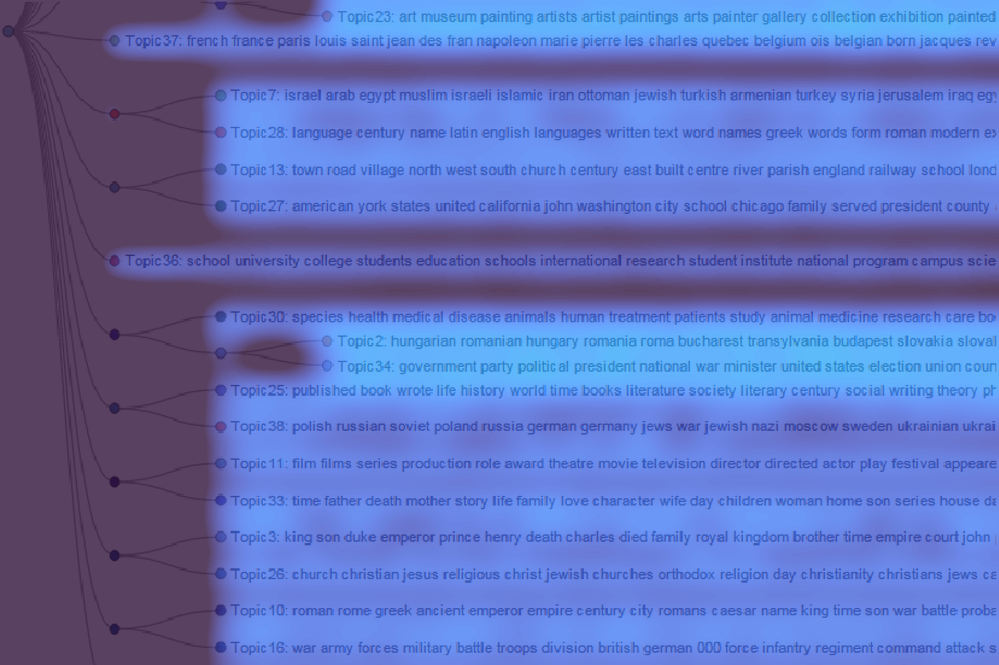 Topic23: art museum painting artists artist paintings arts painter gallery collection exhibition painted
Topic37: french france paris louis saint jean des fran napoleon marie pierre les charles quebec belgium ois belgian born jacques rev
Topic7: israel arab egypt muslim israeli islamic iran ottoman jewish turkish armenian turkey syria jerusalem iraq eg
Topic28: language century name latin english languages written text word names greek words form roman modern ex
Topic13: town road village north west south church century east built centre river parish england railway school lond
Topic27: american york states united california john washington city school chicago family served president county
Topic36: school university college students education schools international research student institute national program campus scie
Topic30: species health medical disease animals human treatment patients study animal medicine research care bo
Topic2: hungarian romanian hungary romania roma bucharest transylvania budapest slovakia sloval
Topic34: government party political president national war minister united states election union coun
Topic25: published book wrote life history world time books literature society literary century social writing theory ph
Topic38: polish russian soviet poland russia german germany jews war jewish nazi moscow sweden ukrainian ukrai
Topic11: film films series production role award theatre movie television director directed actor play festival appeare
Topic33: time father death mother story life family love character wife day children woman home son series house da
Topic3: king son duke emperor prince henry death charles died family royal kingdom brother time empire court john
Topic26: church christian jesus religious christ jewish churches orthodox religion day christianity christians jews ca
Topic10: roman rome greek ancient emperor empire century city romans caesar name king time son war battle proba
Topic16: war army forces military battle troops division british german 000 force infantry regiment command attack s